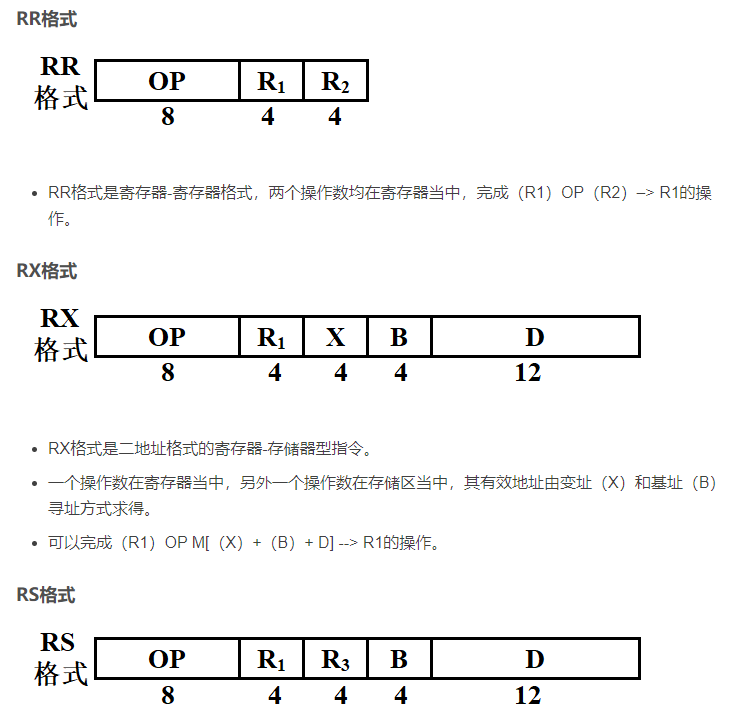 RR格式
RR
格式
OP R₁ R₂
8 4 4
• RR格式是寄存器-寄存器格式，两个操作数均在寄存器当中，完成（R1）OP（R2）–> R1的操
作。
RX格式
RX
格式
OP R₁ X B D
8 4 4 4 12
• RX格式是二地址格式的寄存器-存储器型指令。
• 一个操作数在寄存器当中，另外一个操作数在存储区当中，其有效地址由变址（X）和基址（B）
寻址方式求得。
• 可以完成（R1）OP M[（X）+（B）+ D] --> R1的操作。
RS格式
RS
格式
OP R₁ R₃ B D
8 4 4 4 12